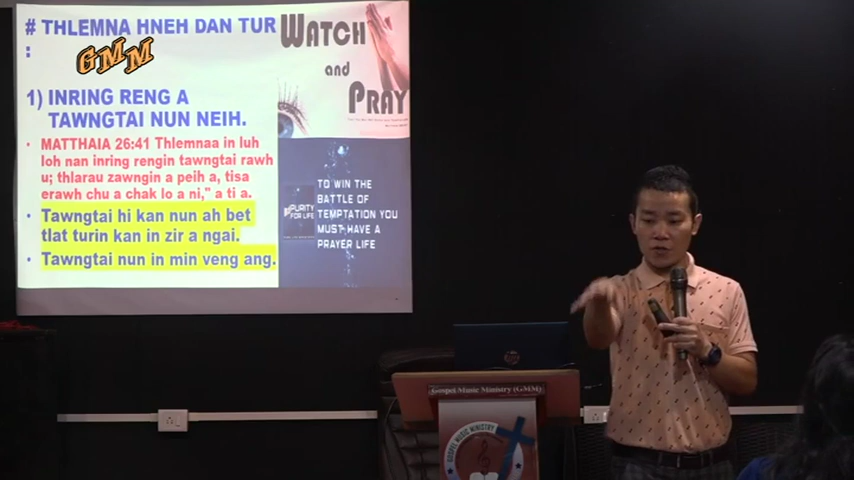 # THLEMNA HNEH DAN TUR
:
GMM
1) INRING RENG A
TAWNGTAI NUN NEIH.
• MATTHAIA 26:41 Thlemnaa in luh
loh nan inring rengin tawngtai rawh
u; thlarau zawngin a peih a, tisa
erawh chu a chak lo a ni," a ti a.
• Tawngtai hi kan nun ah bet
tlat turin kan in zir a ngai.
• Tawngtai nun in min veng ang.
WATCH
and
PRAY
PURITY
FOR LIFE
TO WIN THE
BATTLE OF
TEMPTATION YOU
MUST HAVE A
PRAYER LIFE
Gospel Music Ministry (GMM)
GOSPEL MUSIC MINISTRY